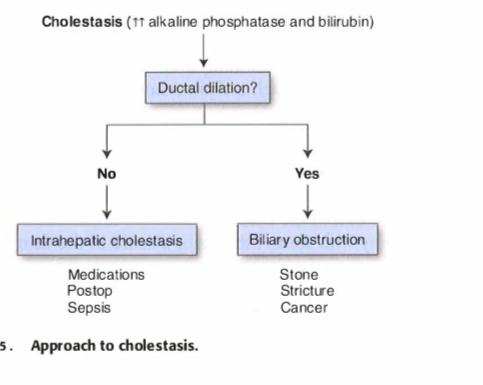 Cholestasis (↑↑ alkaline phosphatase and bilirubin)
Ductal dilation?
No
Yes
Intrahepatic cholestasis
Biliary obstruction
Medications
Postop
Sepsis
Stone
Stricture
Cancer
5. Approach to cholestasis.